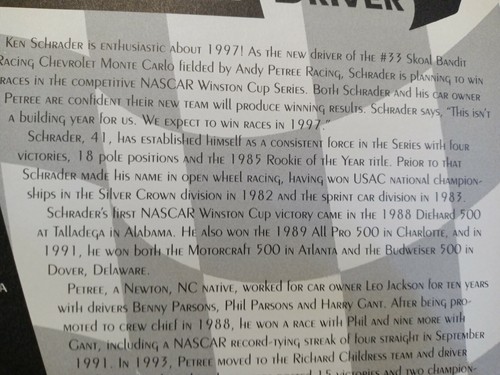 DRIVER
Ken Schrader is enthusiastic about 1997! As the new driver of the #33 Skoal Bandit
Racing Chevrolet Monte Carlo fielded by Andy Petree Racing, Schrader is planning to win
races in the competitive NASCAR Winston Cup Series. Both Schrader and his car owner
Petree are confident their new team will produce winning results. Schrader says, "This isn't
a building year for us. We expect to win races in 1997."
Schrader, 41, has established himself as a consistent force in the Series with four
victories, 18 pole positions and the 1985 Rookie of the Year title. Prior to that
Schrader made his name in open wheel racing, having won USAC national champion-
ships in the Silver Crown division in 1982 and the sprint car division in 1983.
Schrader's first NASCAR Winston Cup victory came in the 1988 Diehard 500
at Talladega in Alabama. He also won the 1989 All Pro 500 in Charlotte, and in
1991, he won both the Motorcraft 500 in Atlanta and the Budweiser 500 in
Dover, Delaware.
Petree, a Newton, NC native, worked for car owner Leo Jackson for ten years
with drivers Benny Parsons, Phil Parsons and Harry Gant. After being pro-
moted to crew chief in 1988, he won a race with Phil and nine more with
Gant, including a NASCAR record-tying streak of four straight in September
1991. In 1993, Petree moved to the Richard Childress team and driver
15 victories and two champion-